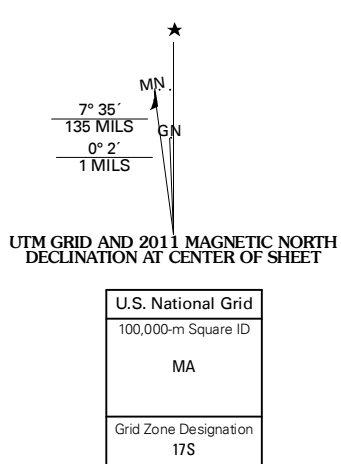 MN
7° 35´
135 MILS
GN
0° 2´
1 MILS
UTM GRID AND 2011 MAGNETIC NORTH
DECLINATION AT CENTER OF SHEET
U.S. National Grid
100,000-m Square ID
MA
Grid Zone Designation
17S